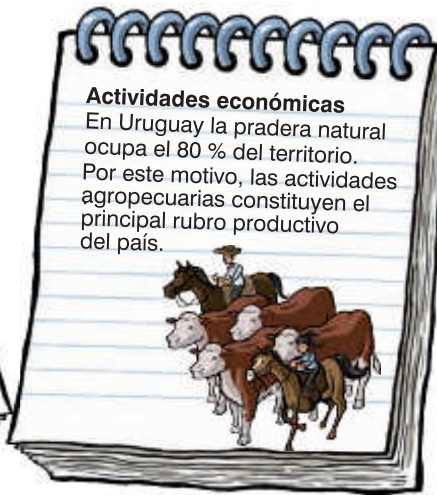 Actividades económicas
En Uruguay la pradera natural
ocupa el 80 % del territorio.
Por este motivo, las actividades
agropecuarias constituyen el
principal rubro productivo
del país.